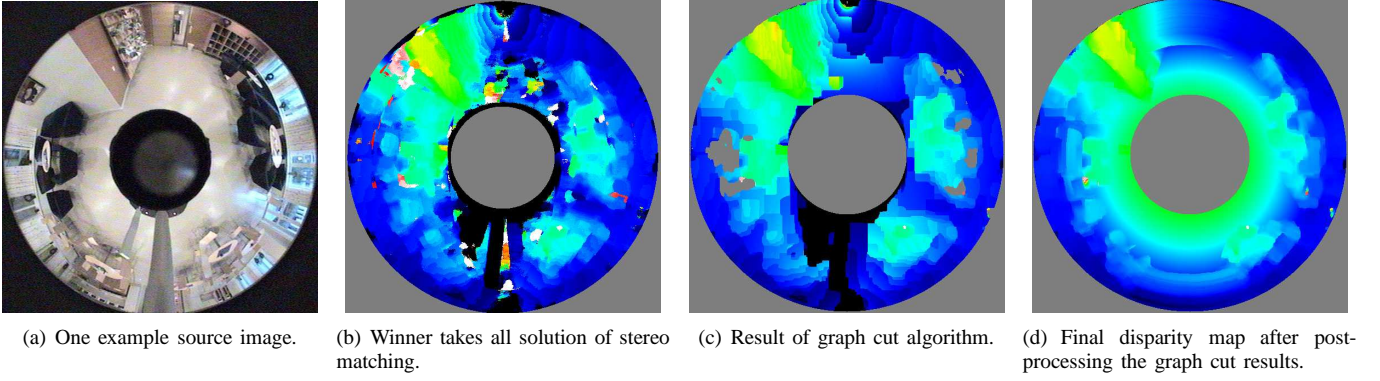 (a) One example source image.
(b) Winner takes all solution of stereo
matching.
(c) Result of graph cut algorithm.
(d) Final disparity map after post-
processing the graph cut results.